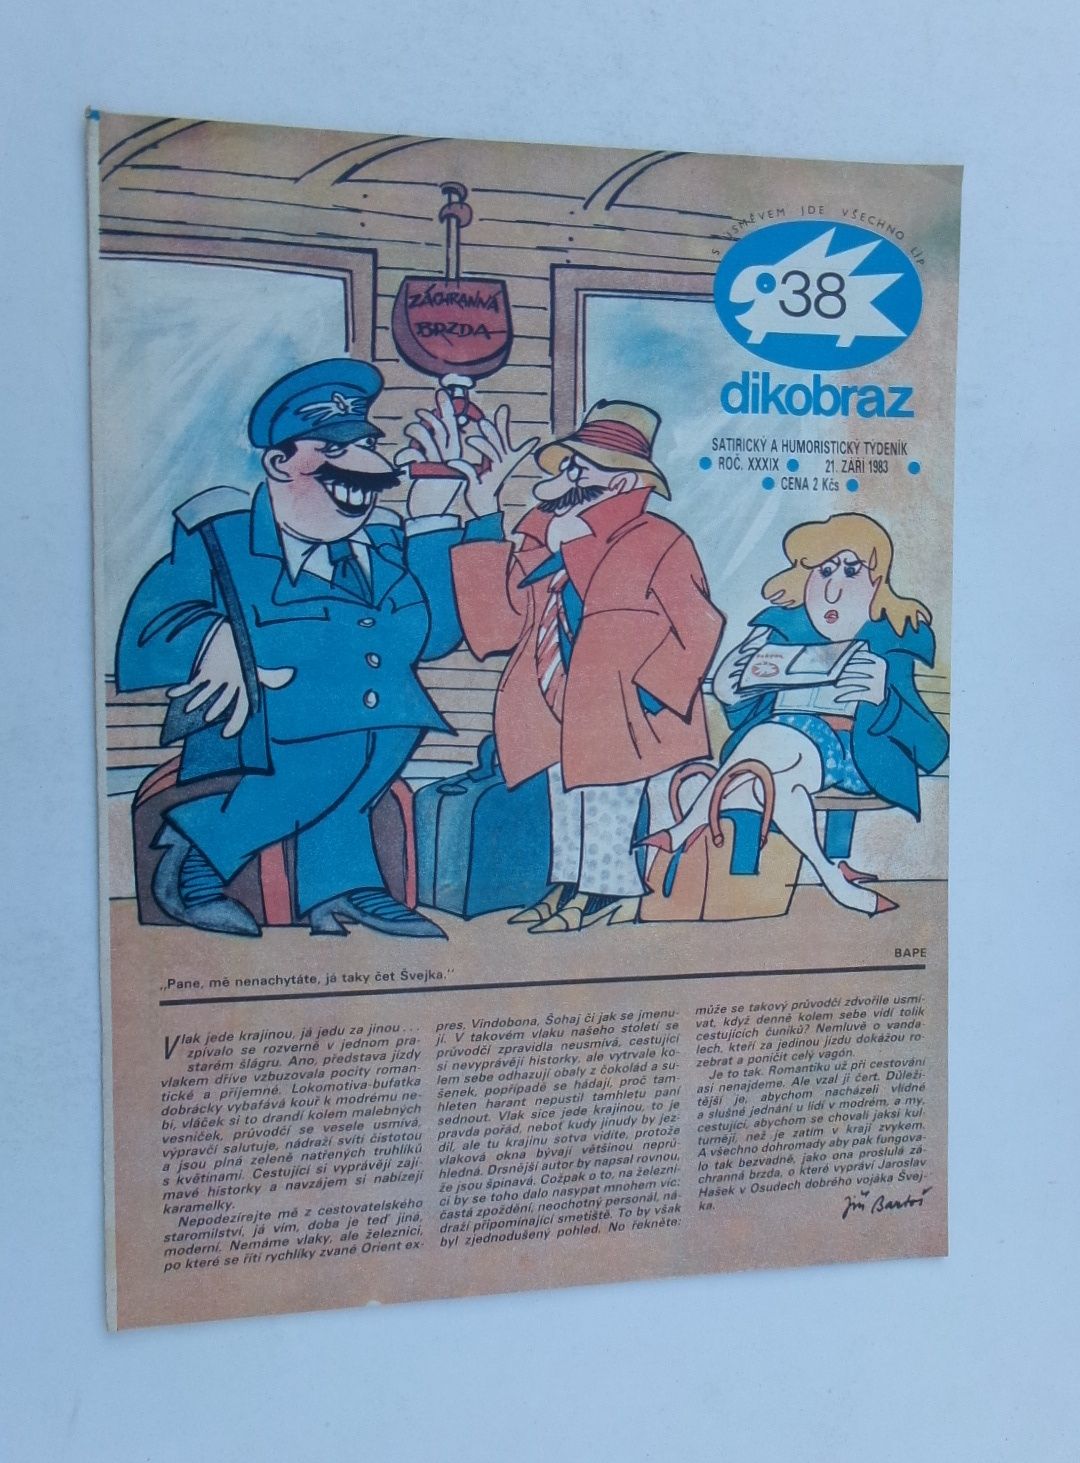 S ÚSMĚVEM JDE VŠECHNO LÍP
38
dikobraz
SATIRICKÝ A HUMORISTICKÝ TÝDENÍK
ROČ. XXXIX 21. ZÁŘÍ 1983
CENA 2 Kčs
ZÁCHRANNÁ
BRZDA
BAPE
„Pane, mě nenachytáte, já taky čet Švejka.“
Vlak jede krajinou, já jedu za jinou...
zpívalo se rozverně v jednom pra-
starém šlágru. Ano, představa jízdy
vlakem dříve vzbuzovala pocity roman-
tické a příjemné. Lokomotiva-bufatka
dobrácky vybafává kouř k modrému ne-
bi, vláček si to drandí kolem malebných
vesniček, průvodčí se vesele usmívá,
výpravčí salutuje, nádraží svítí čistotou
a jsou plná zeleně natřených truhlíků
s květinami. Cestující si vyprávějí zají-
mavé historky a navzájem si nabízejí
karamelky.
Nepodezírejte mě z cestovatelského
staromilství, já vím, doba je teď jiná,
moderní. Nemáme vlaky, ale železnici,
po které se řítí rychlíky zvané Orient ex-
pres, Vindobona, Šohaj či jak se jmenu-
jí. V takovém vlaku našeho století se
průvodčí zpravidla neusmívá, cestující
si nevyprávějí historky, ale vytrvale ko-
lem sebe odhazují obaly z čokolád a su-
šenek, popřípadě se hádají, proč tam-
hleten harant nepustil tamhletu paní
sednout. Vlak sice jede krajinou, to je
pravda pořád, neboť kudy jinudy by jez-
dil, ale tu krajinu sotva vidíte, protože
vlaková okna bývají většinou neprů-
hledná. Drsnější autor by napsal rovnou,
že jsou špinavá. Cožpak o to, na železni-
ci by se toho dalo nasypat mnohem víc:
častá zpoždění, neochotný personál, ná-
draží připomínající smetiště. To by však
byl zjednodušený pohled. No řekněte:
může se takový průvodčí zdvořile usmí-
vat, když denně kolem sebe vidí tolik
cestujících čuníků? Nemluvě o vanda-
lech, kteří za jedinou jízdu dokážou ro-
zebrat a poničit celý vagón.
Je to tak. Romantiku už při cestování
asi nenajdeme. Ale vzal ji čert. Důleži-
tější je, abychom nacházeli vlídné
a slušné jednání u lidí v modrém, a my,
cestující, abychom se chovali jaksi kul-
turněji, než je zatím v kraji zvykem.
A všechno dohromady aby pak fungova-
lo tak bezvadně, jako ona proslulá zá-
chranná brzda, o které vypráví Jaroslav
Hašek v Osudech dobrého vojáka Švej-
ka.
Jiří Bartoš